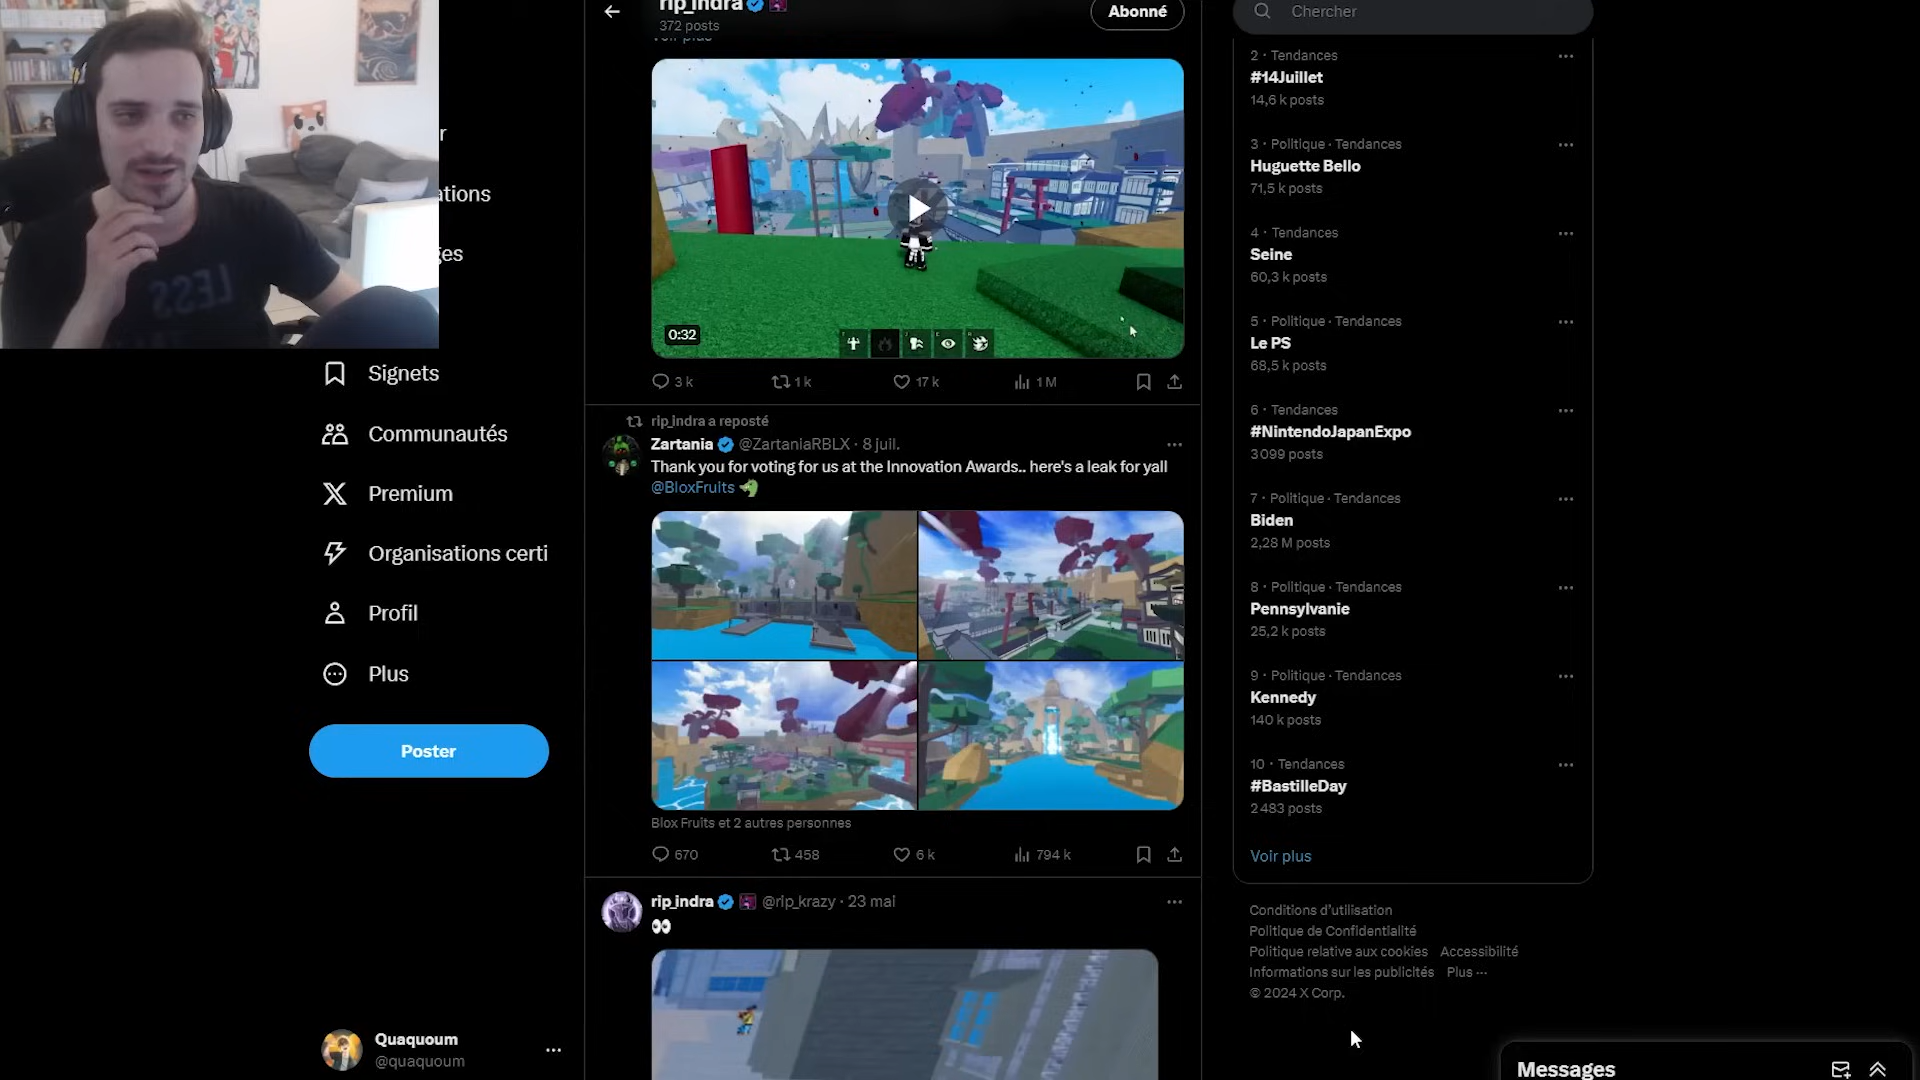 rip_indra
372 posts
Abonné
Chercher
Voir plus
LESS
r
ations
ges
Signets
Communautés
Premium
Organisations certi
Profil
Plus
Poster
Quaquoum
@quaquoum
0:32
3 k
1 k
17 k
1 M
rip_indra a reposté
Zartania @ZartaniaRBLX · 8 juil.
Thank you for voting for us at the Innovation Awards.. here's a leak for yall
@BloxFruits
Blox Fruits et 2 autres personnes
670
458
6 k
794 k
rip_indra @rip_krazy · 23 mai
2 · Tendances
#14Juillet
14,6 k posts
3 · Politique · Tendances
Huguette Bello
71,5 k posts
4 · Tendances
Seine
60,3 k posts
5 · Politique · Tendances
Le PS
68,5 k posts
6 · Tendances
#NintendoJapanExpo
3 099 posts
7 · Politique · Tendances
Biden
2,28 M posts
8 · Politique · Tendances
Pennsylvanie
25,2 k posts
9 · Politique · Tendances
Kennedy
140 k posts
10 · Tendances
#BastilleDay
2 483 posts
Voir plus
Conditions d’utilisation
Politique de Confidentialité
Politique relative aux cookies Accessibilité
Informations sur les publicités Plus ···
© 2024 X Corp.
Messages